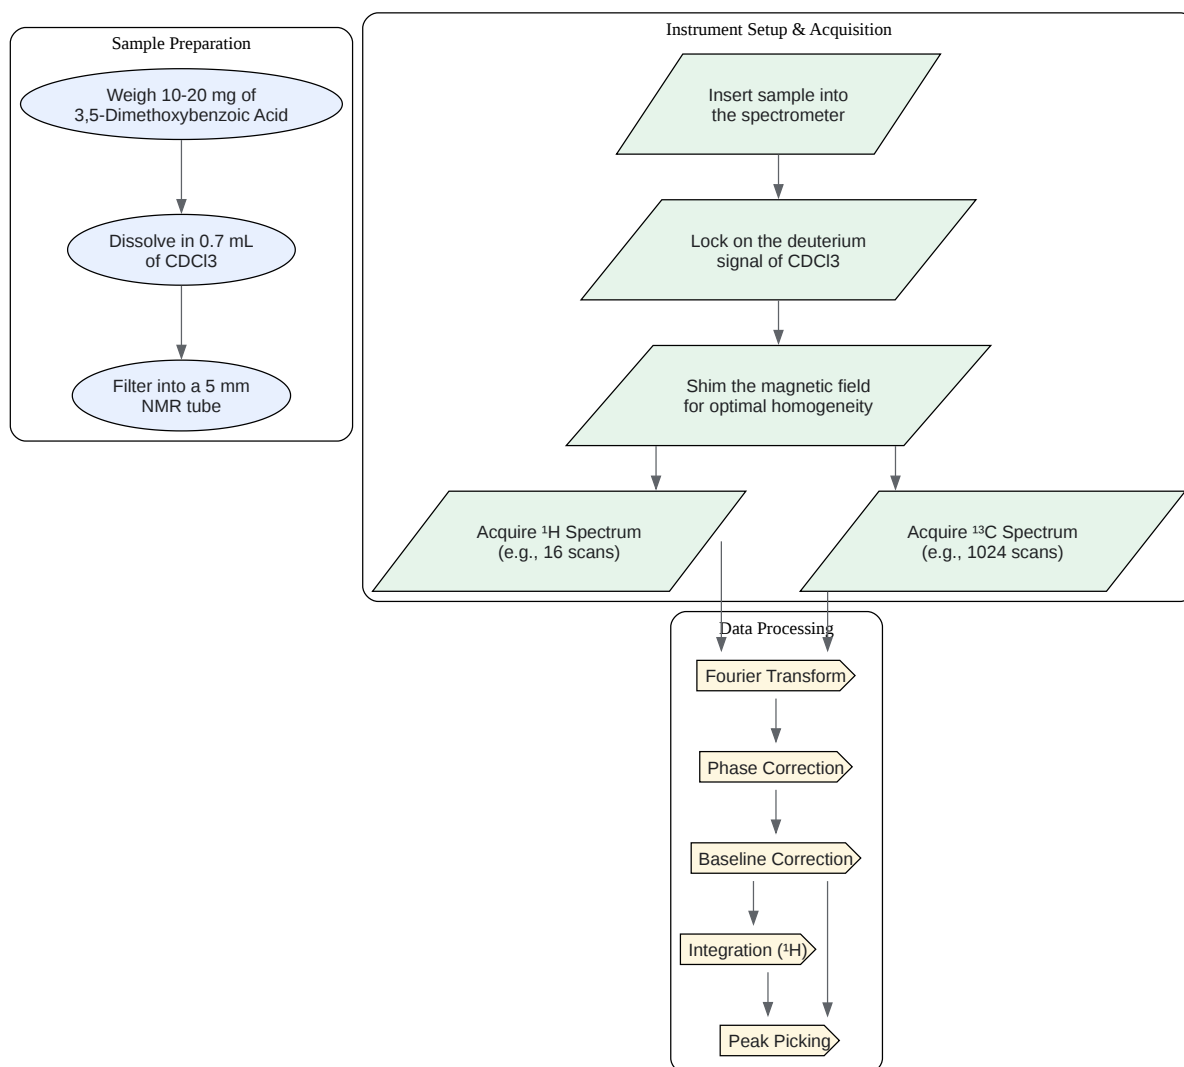 Sample Preparation
Weigh 10-20 mg of
3,5-Dimethoxybenzoic Acid
Dissolve in 0.7 mL
of CDCl3
Filter into a 5 mm
NMR tube
Instrument Setup & Acquisition
Insert sample into
the spectrometer
Lock on the deuterium
signal of CDCl3
Shim the magnetic field
for optimal homogeneity
Acquire ¹H Spectrum
(e.g., 16 scans)
Acquire ¹³C Spectrum
(e.g., 1024 scans)
Data Processing
Fourier Transform
Phase Correction
Baseline Correction
Integration (¹H)
Peak Picking